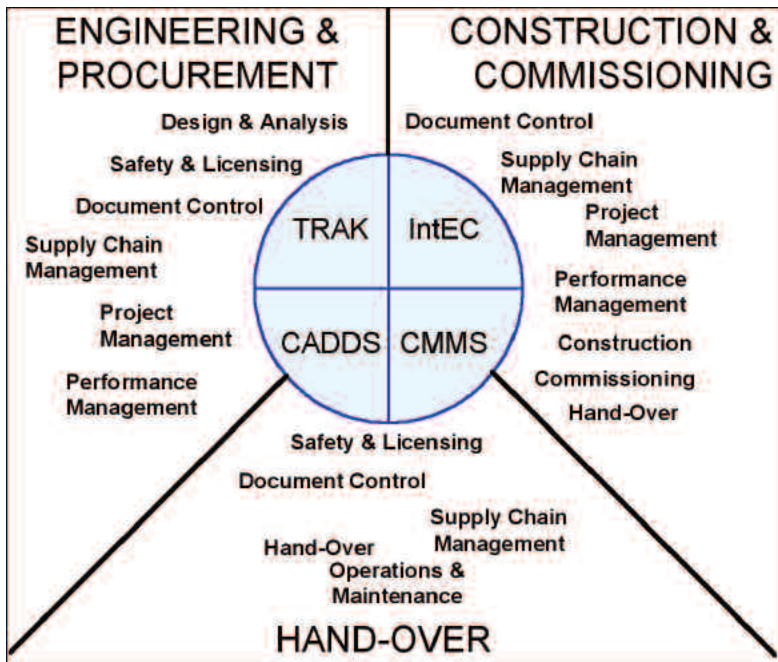 ENGINEERING &
PROCUREMENT
Design & Analysis
Safety & Licensing
Document Control
Supply Chain
Management
Project
Management
Performance
Management
CONSTRUCTION &
COMMISSIONING
Document Control
Supply Chain
Management
Project
Management
Performance
Management
Construction
Commissioning
Hand-Over
TRAK
IntEC
CADDS
CMMS
Safety & Licensing
Document Control
Supply Chain
Management
Hand-Over
Operations &
Maintenance
HAND-OVER